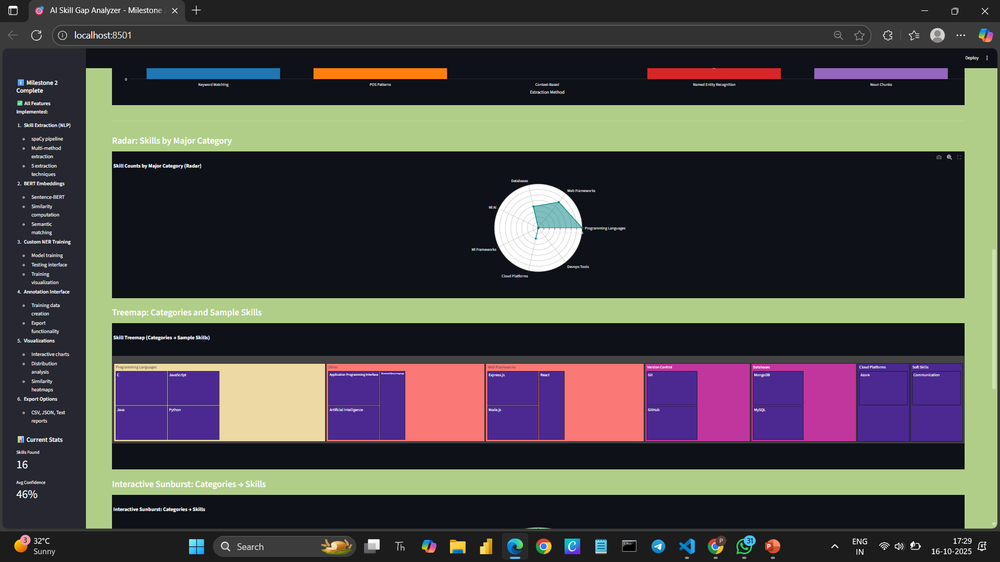 AI Skill Gap Analyzer - Milestone 2
localhost:8501
Deploy
Milestone 2
Complete
All Features
Implemented:
1. Skill Extraction (NLP)
spaCy pipeline
Multi-method
extraction
5 extraction
techniques
2. BERT Embeddings
Sentence-BERT
Similarity
computation
Semantic
matching
3. Custom NER Training
Model training
Testing interface
Training
visualization
4. Annotation Interface
Training data
creation
Export
functionality
5. Visualizations
Interactive charts
Distribution
analysis
Similarity
heatmaps
6. Export Options
CSV, JSON, Text
reports
Current Stats
Skills Found
16
Avg Confidence
46%
0
Keyword Matching
POS Patterns
Context-Based
Named Entity Recognition
Noun Chunks
Extraction Method
Radar: Skills by Major Category
Skill Counts by Major Category (Radar)
Databases
Web Frameworks
Ml AI
Programming Languages
Ml Frameworks
Devops Tools
Cloud Platforms
Treemap: Categories and Sample Skills
Skill Treemap (Categories → Sample Skills)
Programming Languages
C
JavaScript
Java
Python
Other
Application Programming Interface
Structured Query Language
Artificial Intelligence
Web Frameworks
Express.js
React
Node.js
Version Control
Git
GitHub
Databases
MongoDB
MySQL
Cloud Platforms
Azure
Soft Skills
Communication
Interactive Sunburst: Categories → Skills
Interactive Sunburst: Categories → Skills
3
32°C
Sunny
Search
P
31
ENG
IN
17:29
16-10-2025